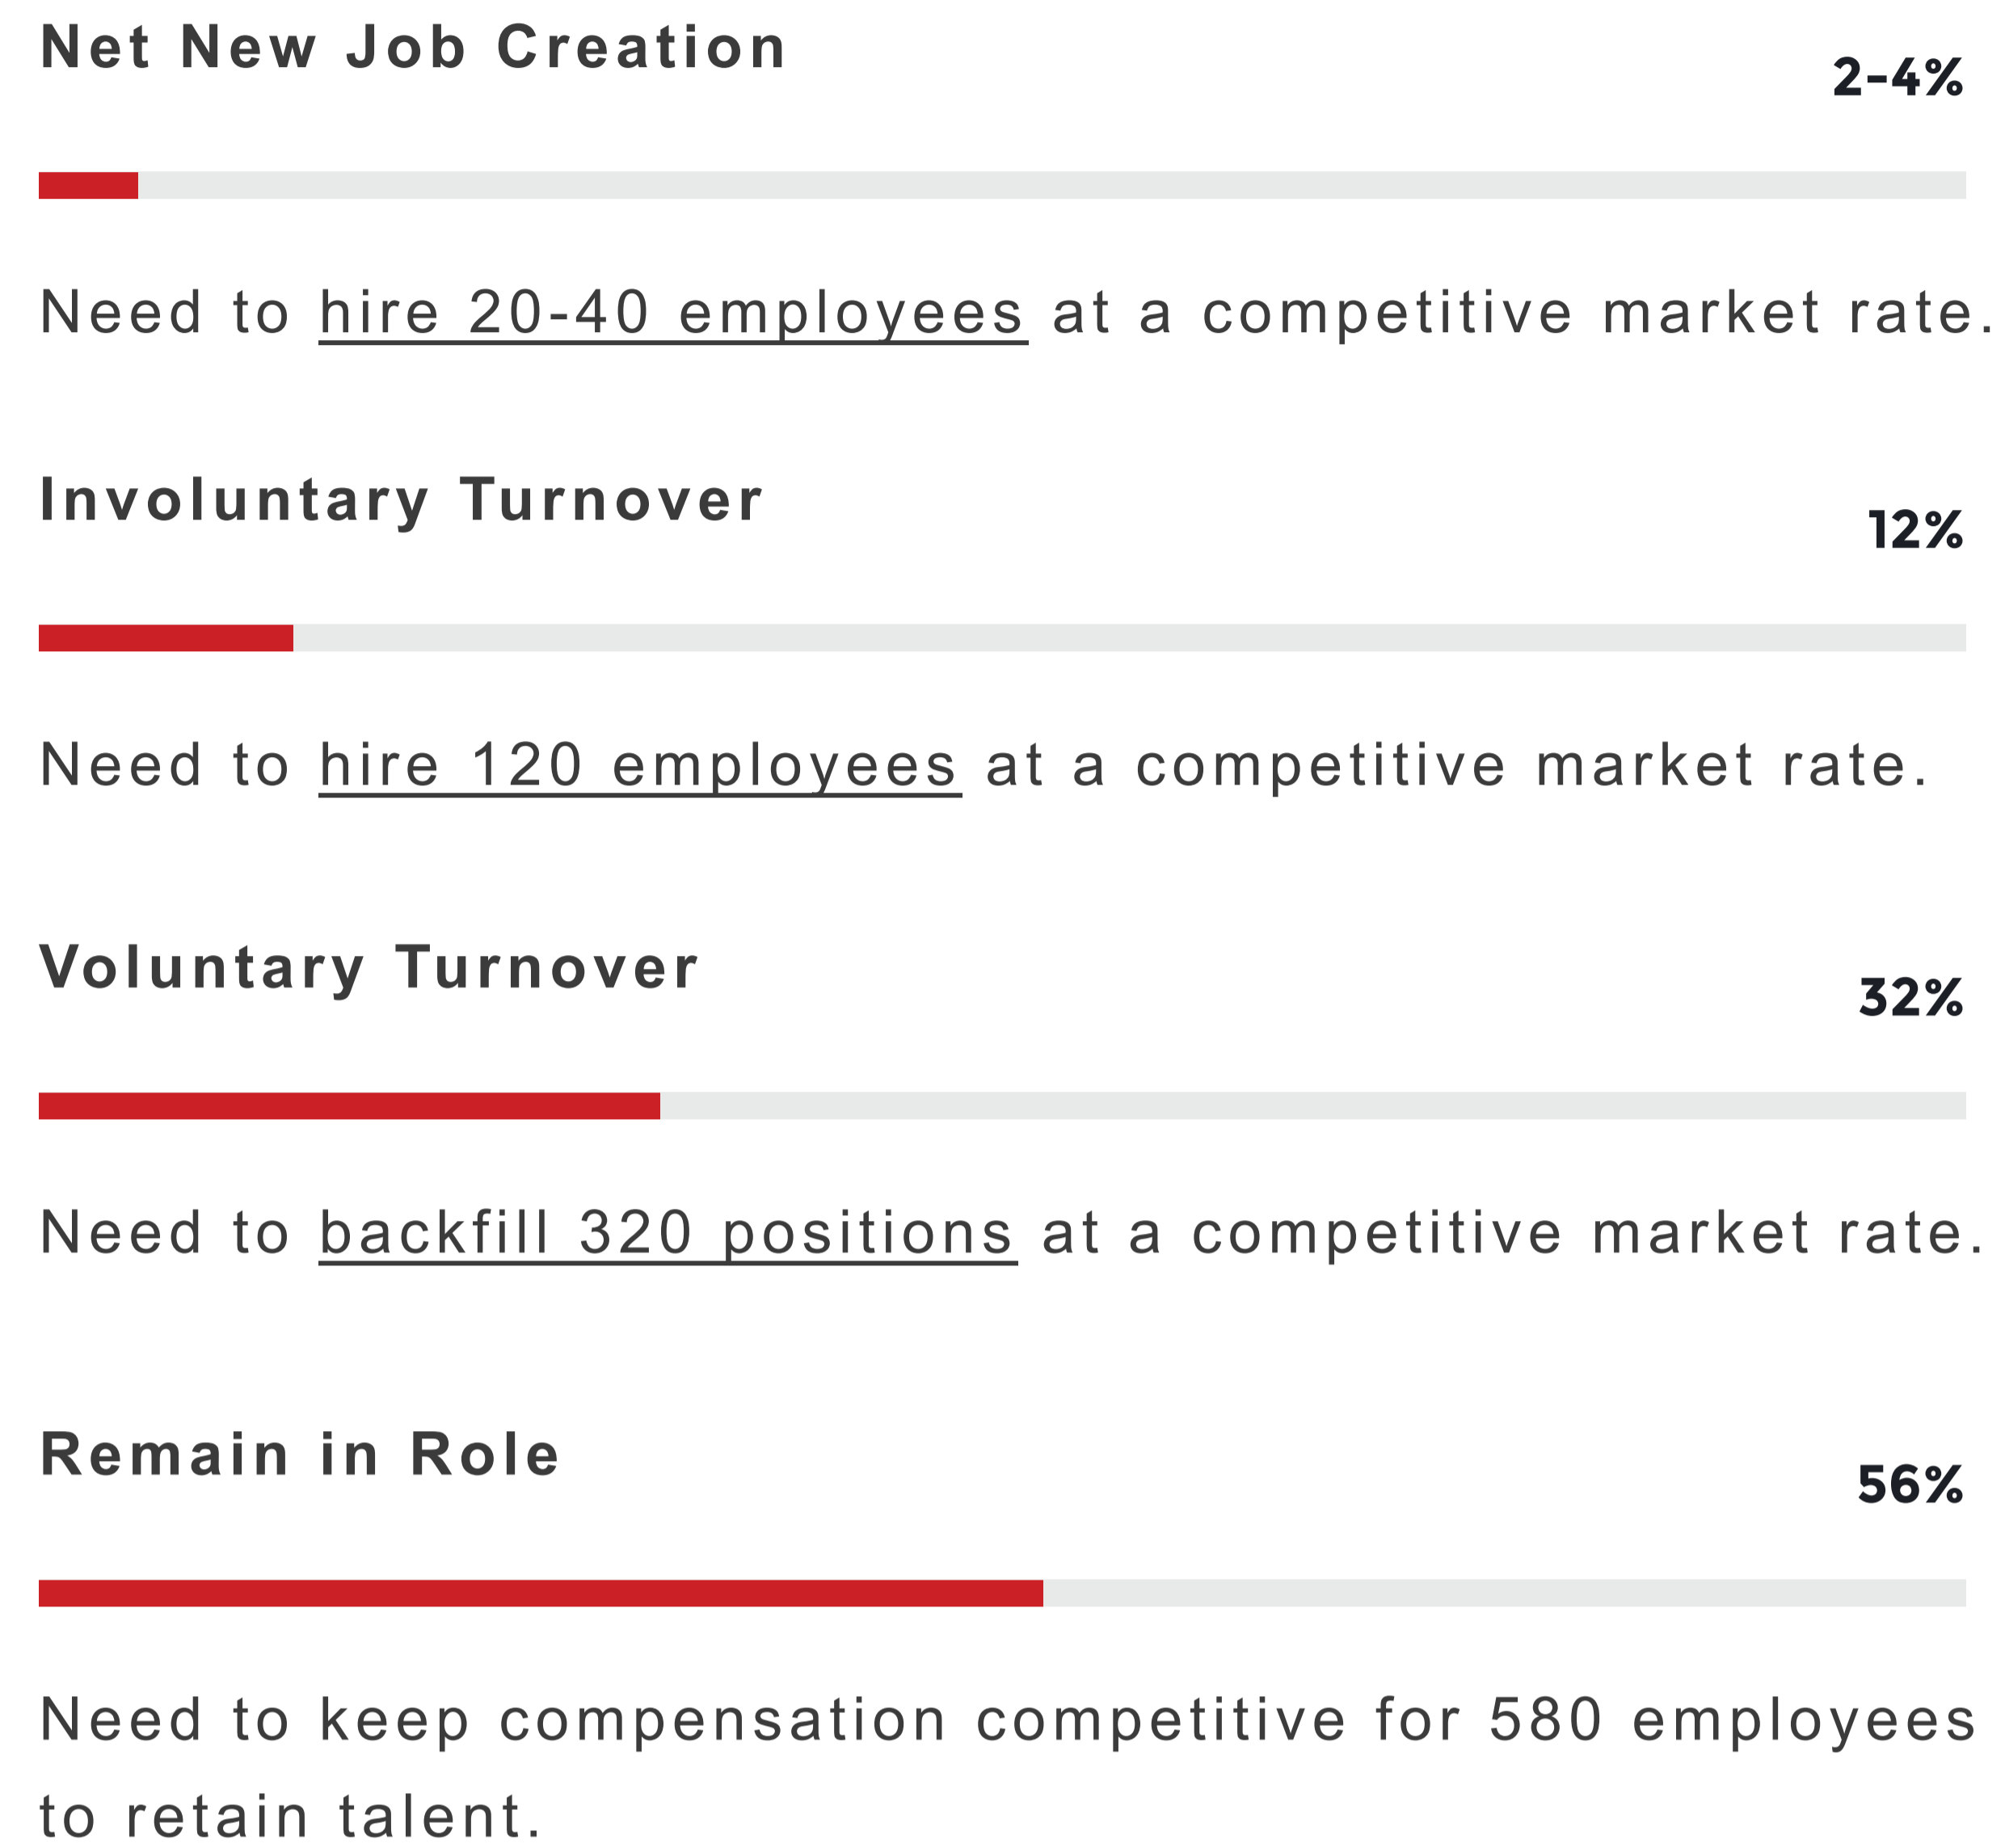 Net New Job Creation
2-4%
Need to hire 20-40 employees at a competitive market rate.
Involuntary Turnover
12%
Need to hire 120 employees at a competitive market rate.
Voluntary Turnover
32%
Need to backfill 320 positions at a competitive market rate.
Remain in Role
56%
Need to keep compensation competitive for 580 employees
to retain talent.